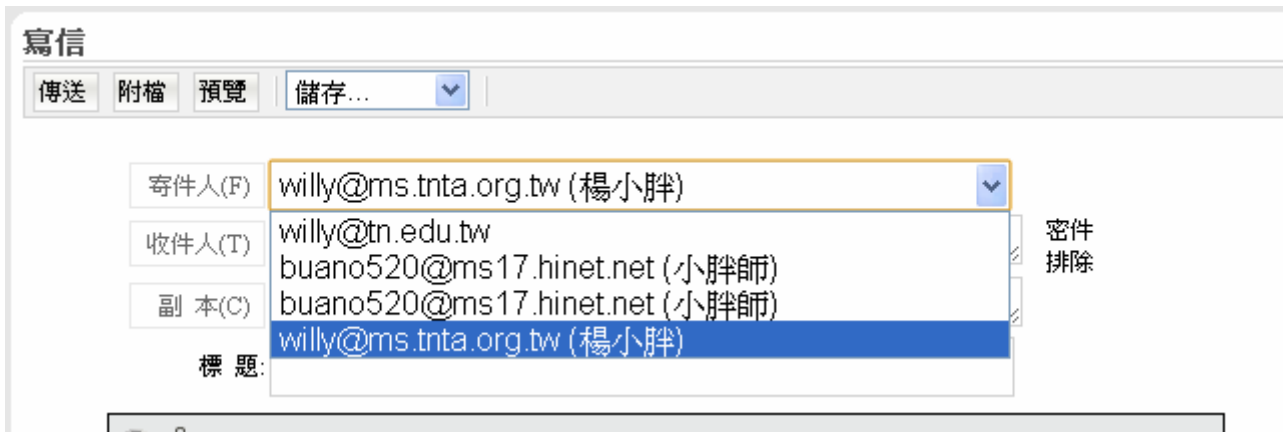 寫信
傳送 附檔 預覽 儲存...
寄件人(F) willy@ms.tnta.org.tw (楊小胖)
willy@tn.edu.tw
收件人(T) 密件
buano520@ms17.hinet.net (小胖師)
排除
副 本(C) buano520@ms17.hinet.net (小胖師)
willy@ms.tnta.org.tw (楊小胖)
標 題: